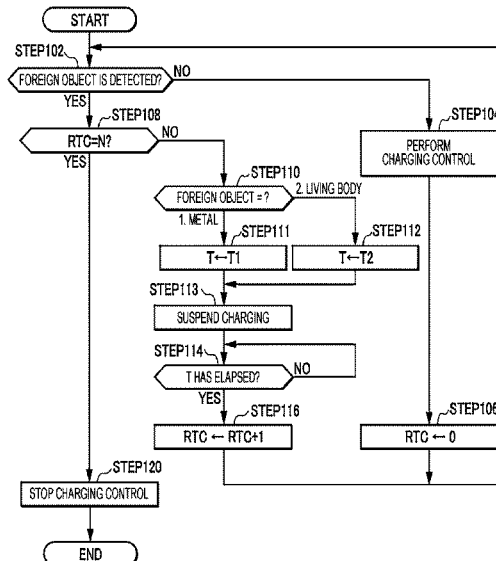 START
STEP102
FOREIGN OBJECT IS DETECTED?
NO
YES
STEP108
STEP104
RTC=N?
NO
PERFORM
CHARGING CONTROL
YES
STEP110
FOREIGN OBJECT = ?
2. LIVING BODY
1. METAL
STEP111
STEP112
T←T1
T←T2
STEP113
SUSPEND CHARGING
STEP114
T HAS ELAPSED?
NO
YES
STEP116
STEP106
RTC ← RTC+1
RTC ← 0
STEP120
STOP CHARGING CONTROL
END